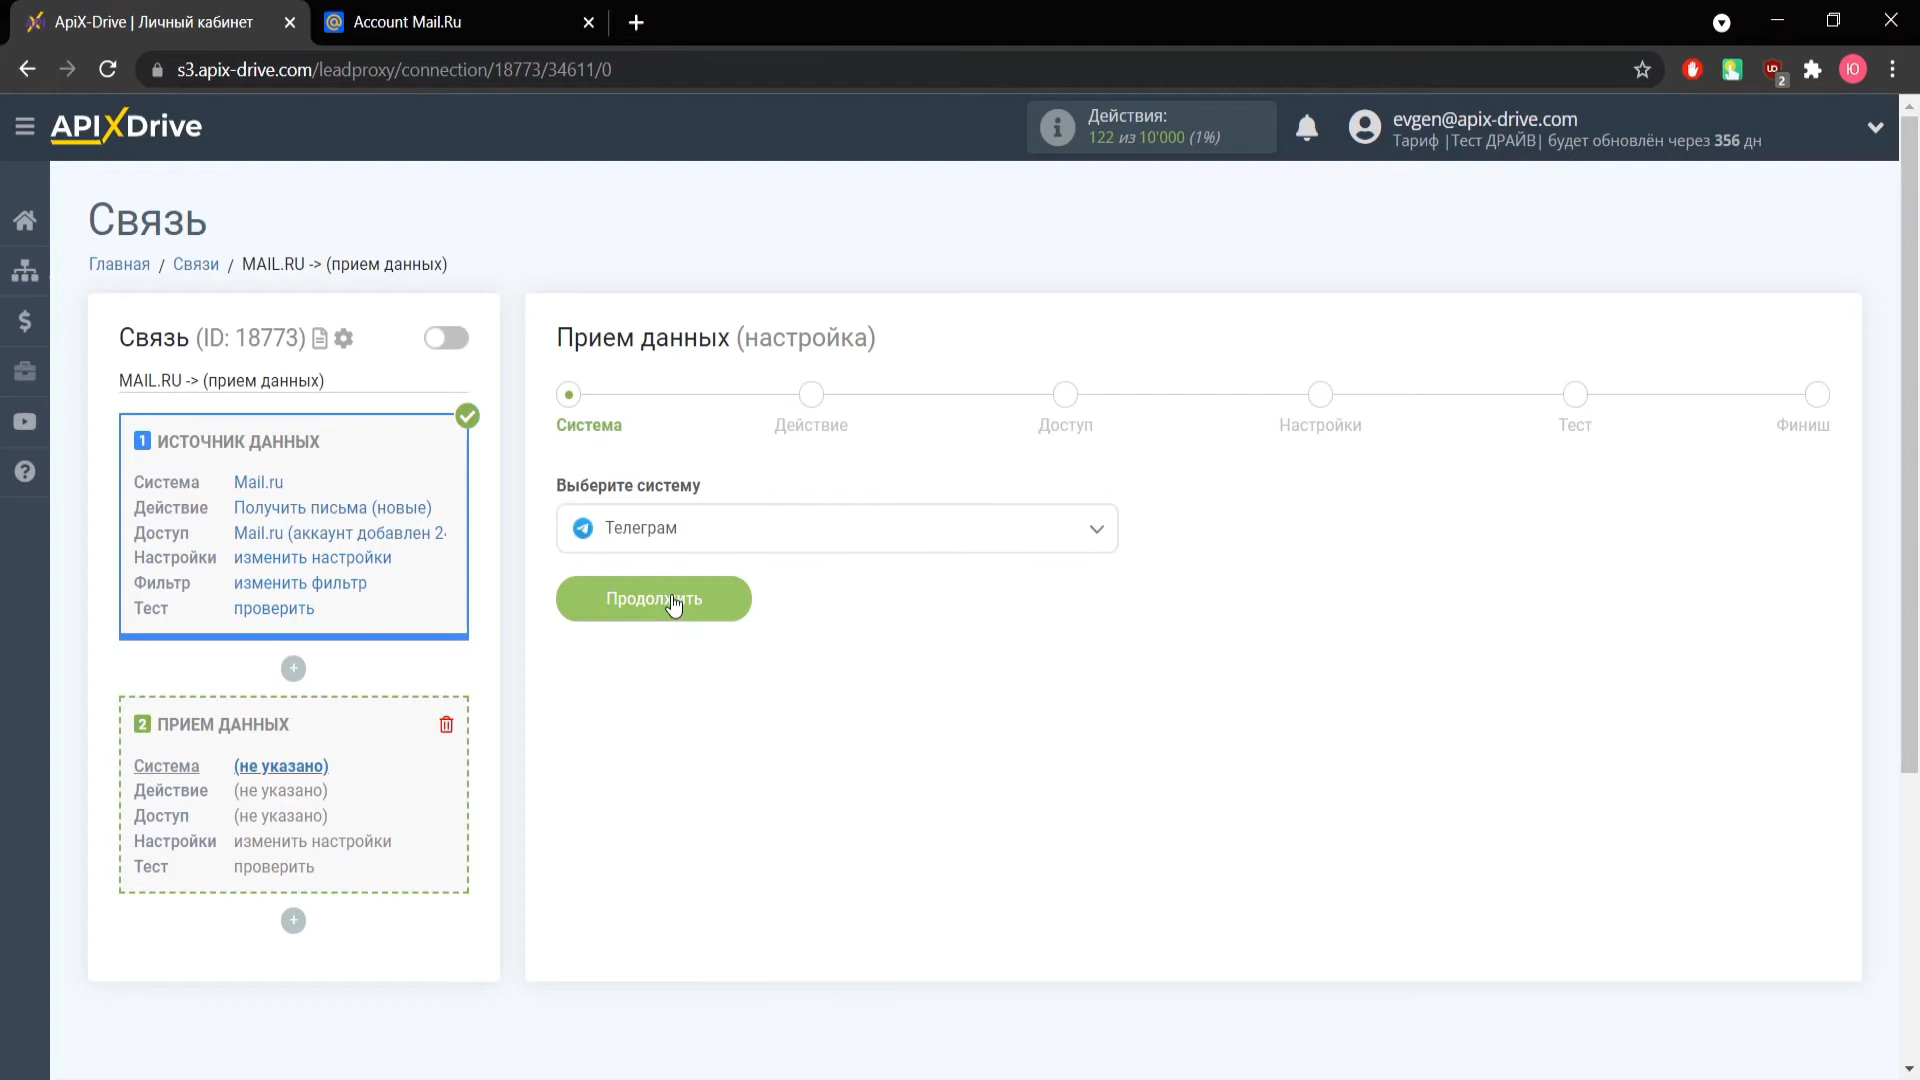 ApiX-Drive | Личный кабинет
Account Mail.Ru
s3.apix-drive.com/leadproxy/connection/18773/34611/0
2
Ю
APIXDrive
Действия:
122 из 10'000 (1%)
evgen@apix-drive.com
Тариф |Тест ДРАЙВ| будет обновлён через 356 дн
Связь
Главная / Связи / MAIL.RU -> (прием данных)
Связь (ID: 18773)
MAIL.RU -> (прием данных)
1 ИСТОЧНИК ДАННЫХ
Система Mail.ru
Действие Получить письма (новые)
Доступ Mail.ru (аккаунт добавлен 2
Настройки изменить настройки
Фильтр изменить фильтр
Тест проверить
2 ПРИЕМ ДАННЫХ
Система (не указано)
Действие (не указано)
Доступ (не указано)
Настройки изменить настройки
Тест проверить
Прием данных (настройка)
Система
Действие
Доступ
Настройки
Тест
Финиш
Выберите систему
Телеграм
Продолжить